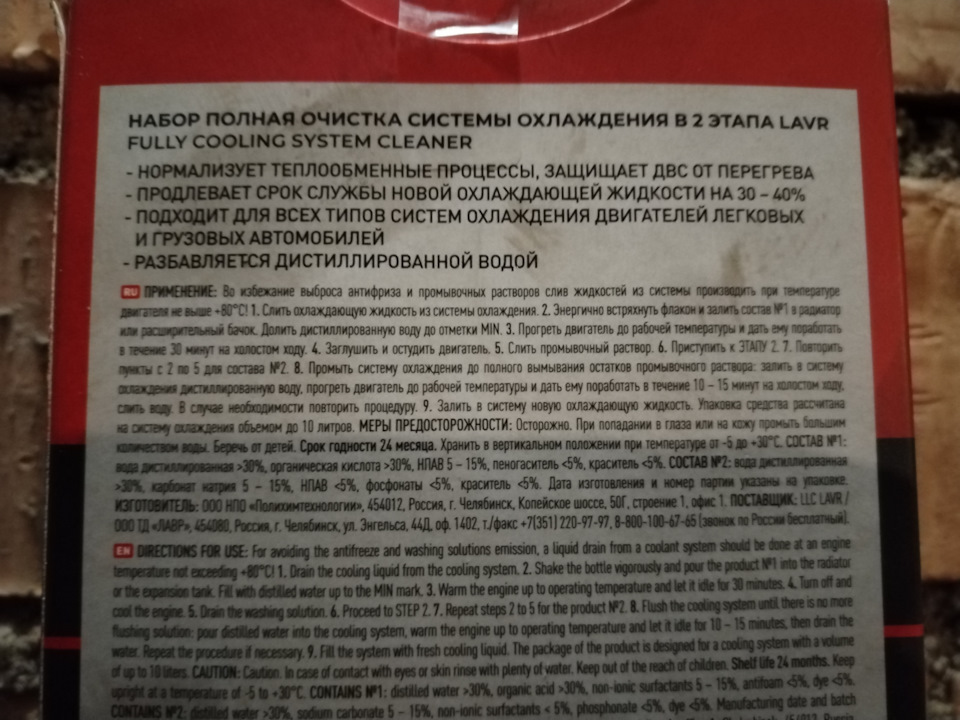 НАБОР ПОЛНАЯ ОЧИСТКА СИСТЕМЫ ОХЛАЖДЕНИЯ В 2 ЭТАПА LAVR
FULLY COOLING SYSTEM CLEANER
- НОРМАЛИЗУЕТ ТЕПЛООБМЕННЫЕ ПРОЦЕССЫ, ЗАЩИЩАЕТ ДВС ОТ ПЕРЕГРЕВА
- ПРОДЛЕВАЕТ СРОК СЛУЖБЫ НОВОЙ ОХЛАЖДАЮЩЕЙ ЖИДКОСТИ НА 30 – 40%
- ПОДХОДИТ ДЛЯ ВСЕХ ТИПОВ СИСТЕМ ОХЛАЖДЕНИЯ ДВИГАТЕЛЕЙ ЛЕГКОВЫХ
И ГРУЗОВЫХ АВТОМОБИЛЕЙ
- РАЗБАВЛЯЕТСЯ ДИСТИЛЛИРОВАННОЙ ВОДОЙ
RU ПРИМЕНЕНИЕ: Во избежание выброса антифриза и промывочных растворов слив жидкостей из системы производить при температуре
двигателя не выше +80°C! 1. Слить охлаждающую жидкость из системы охлаждения. 2. Энергично встряхнуть флакон и залить состав №1 в радиатор
или расширительный бачок. Долить дистиллированную воду до отметки MIN. 3. Прогреть двигатель до рабочей температуры и дать ему поработать
в течение 30 минут на холостом ходу. 4. Заглушить и остудить двигатель. 5. Слить промывочный раствор. 6. Приступить к ЭТАПУ 2. 7. Повторить
пункты с 2 по 5 для состава №2. 8. Промыть систему охлаждения до полного вымывания остатков промывочного раствора: залить в систему
охлаждения дистиллированную воду, прогреть двигатель до рабочей температуры и дать ему поработать в течение 10 – 15 минут на холостом ходу,
слить воду. В случае необходимости повторить процедуру. 9. Залить в систему новую охлаждающую жидкость. Упаковка средства рассчитана
на систему охлаждения объемом до 10 литров. МЕРЫ ПРЕДОСТОРОЖНОСТИ: Осторожно. При попадании в глаза или на кожу промыть большим
количеством воды. Беречь от детей. Срок годности 24 месяца. Хранить в вертикальном положении при температуре от -5 до +30°C. СОСТАВ №1:
вода дистиллированная >30%, органическая кислота >30%, НПАВ 5 – 15%, пеногаситель <5%, краситель <5%. СОСТАВ №2: вода дистиллированная
>30%, карбонат натрия 5 – 15%, НПАВ <5%, фосфонаты <5%, краситель <5%. Дата изготовления и номер партии указаны на упаковке.
ИЗГОТОВИТЕЛЬ: ООО НПО «Полихимтехнологии», 454012, Россия, г. Челябинск, Копейское шоссе, 50Г, строение 1, офис 1. ПОСТАВЩИК: LLC LAVR /
ООО ТД «ЛАВР», 454080, Россия, г. Челябинск, ул. Энгельса, 44Д, оф. 1402, т./факс +7(351) 220-97-97, 8-800-100-67-65 (звонок по России бесплатный).
EN DIRECTIONS FOR USE: For avoiding the antifreeze and washing solutions emission, a liquid drain from a coolant system should be done at an engine
temperature not exceeding +80°C! 1. Drain the cooling liquid from the cooling system. 2. Shake the bottle vigorously and pour the product №1 into the radiator
or the expansion tank. Fill with distilled water up to the MIN mark. 3. Warm the engine up to operating temperature and let it idle for 30 minutes. 4. Turn off and
cool the engine. 5. Drain the washing solution. 6. Proceed to STEP 2. 7. Repeat steps 2 to 5 for the product №2. 8. Flush the cooling system until there is no more
flushing solution: pour distilled water into the cooling system, warm the engine up to operating temperature and let it idle for 10 – 15 minutes, then drain the
water. Repeat the procedure if necessary. 9. Fill the system with fresh cooling liquid. The package of the product is designed for a cooling system with a volume
of up to 10 liters. CAUTION: Caution. In case of contact with eyes or skin rinse with plenty of water. Keep out of the reach of children. Shelf life 24 months. Keep
upright at a temperature of -5 to +30°C. CONTAINS №1: distilled water >30%, organic acid >30%, non-ionic surfactants 5 – 15%, antifoam <5%, dye <5%.
CONTAINS №2: distilled water >30%, sodium carbonate 5 – 15%, non-ionic surfactants < 5%, phosphonate <5%, dye <5%. Manufacturing date and batch